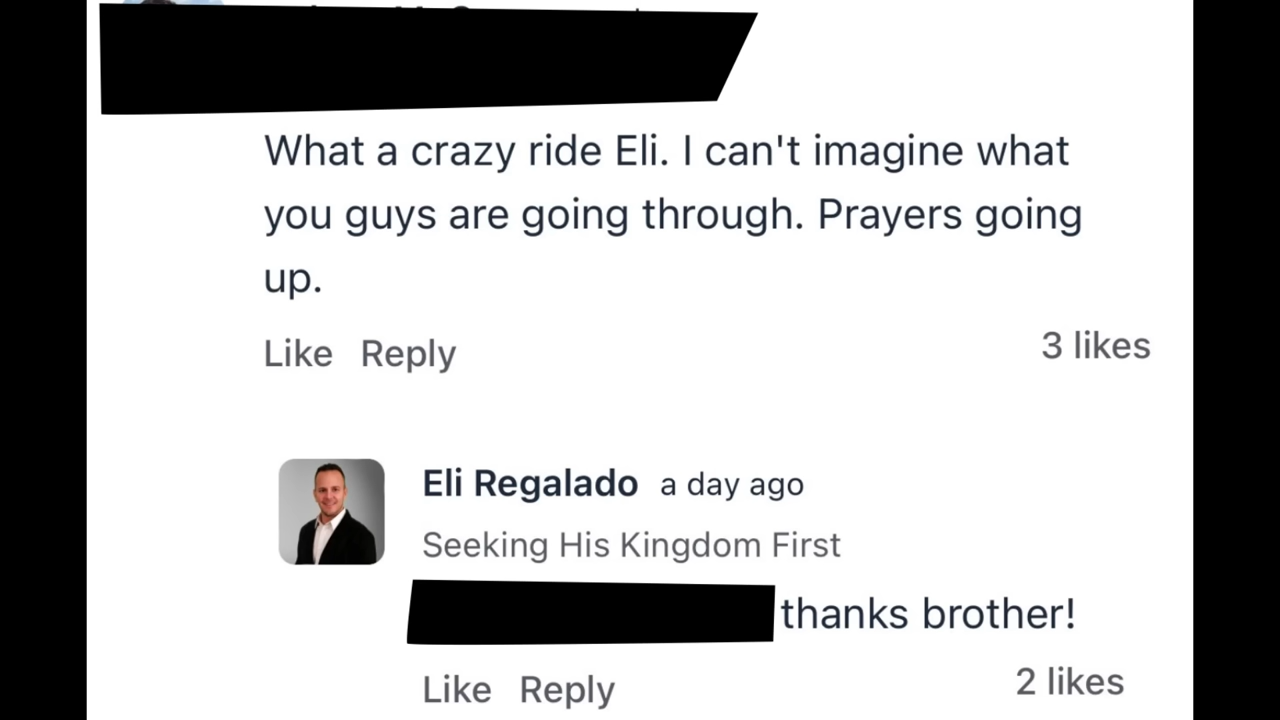 What a crazy ride Eli. I can't imagine what
you guys are going through. Prayers going
up.
Like Reply
3 likes
Eli Regalado a day ago
Seeking His Kingdom First
thanks brother!
Like Reply
2 likes